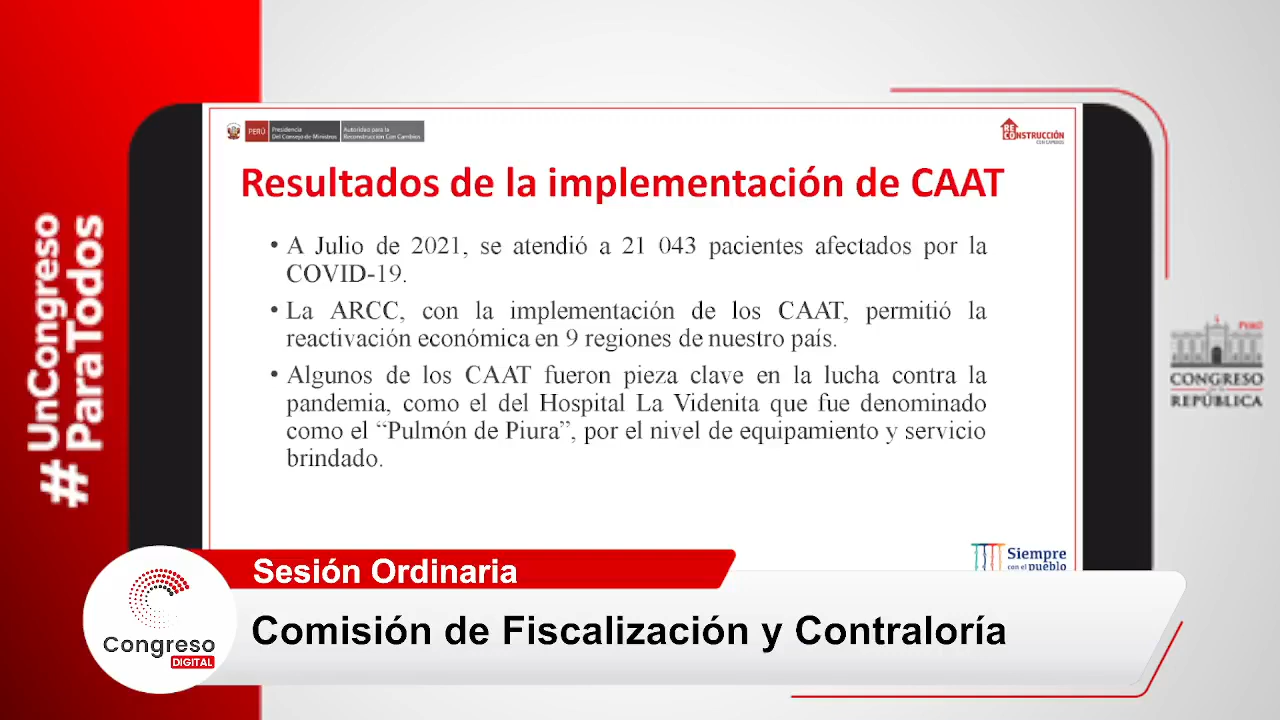 #UnCongreso
ParaTodos
PERÚ
Presidencia
Del Consejo de Ministros
Autoridad para la
Reconstrucción Con Cambios
RE
CONSTRUCCIÓN
CON CAMBIOS
Resultados de la implementación de CAAT
• A Julio de 2021, se atendió a 21 043 pacientes afectados por la
COVID-19.
• La ARCC, con la implementación de los CAAT, permitió la
reactivación económica en 9 regiones de nuestro país.
• Algunos de los CAAT fueron pieza clave en la lucha contra la
pandemia, como el del Hospital La Videnita que fue denominado
como el “Pulmón de Piura”, por el nivel de equipamiento y servicio
brindado.
Siempre
con el pueblo
PERÚ
CONGRESO
REPÚBLICA
Sesión Ordinaria
Comisión de Fiscalización y Contraloría
Congreso
DIGITAL